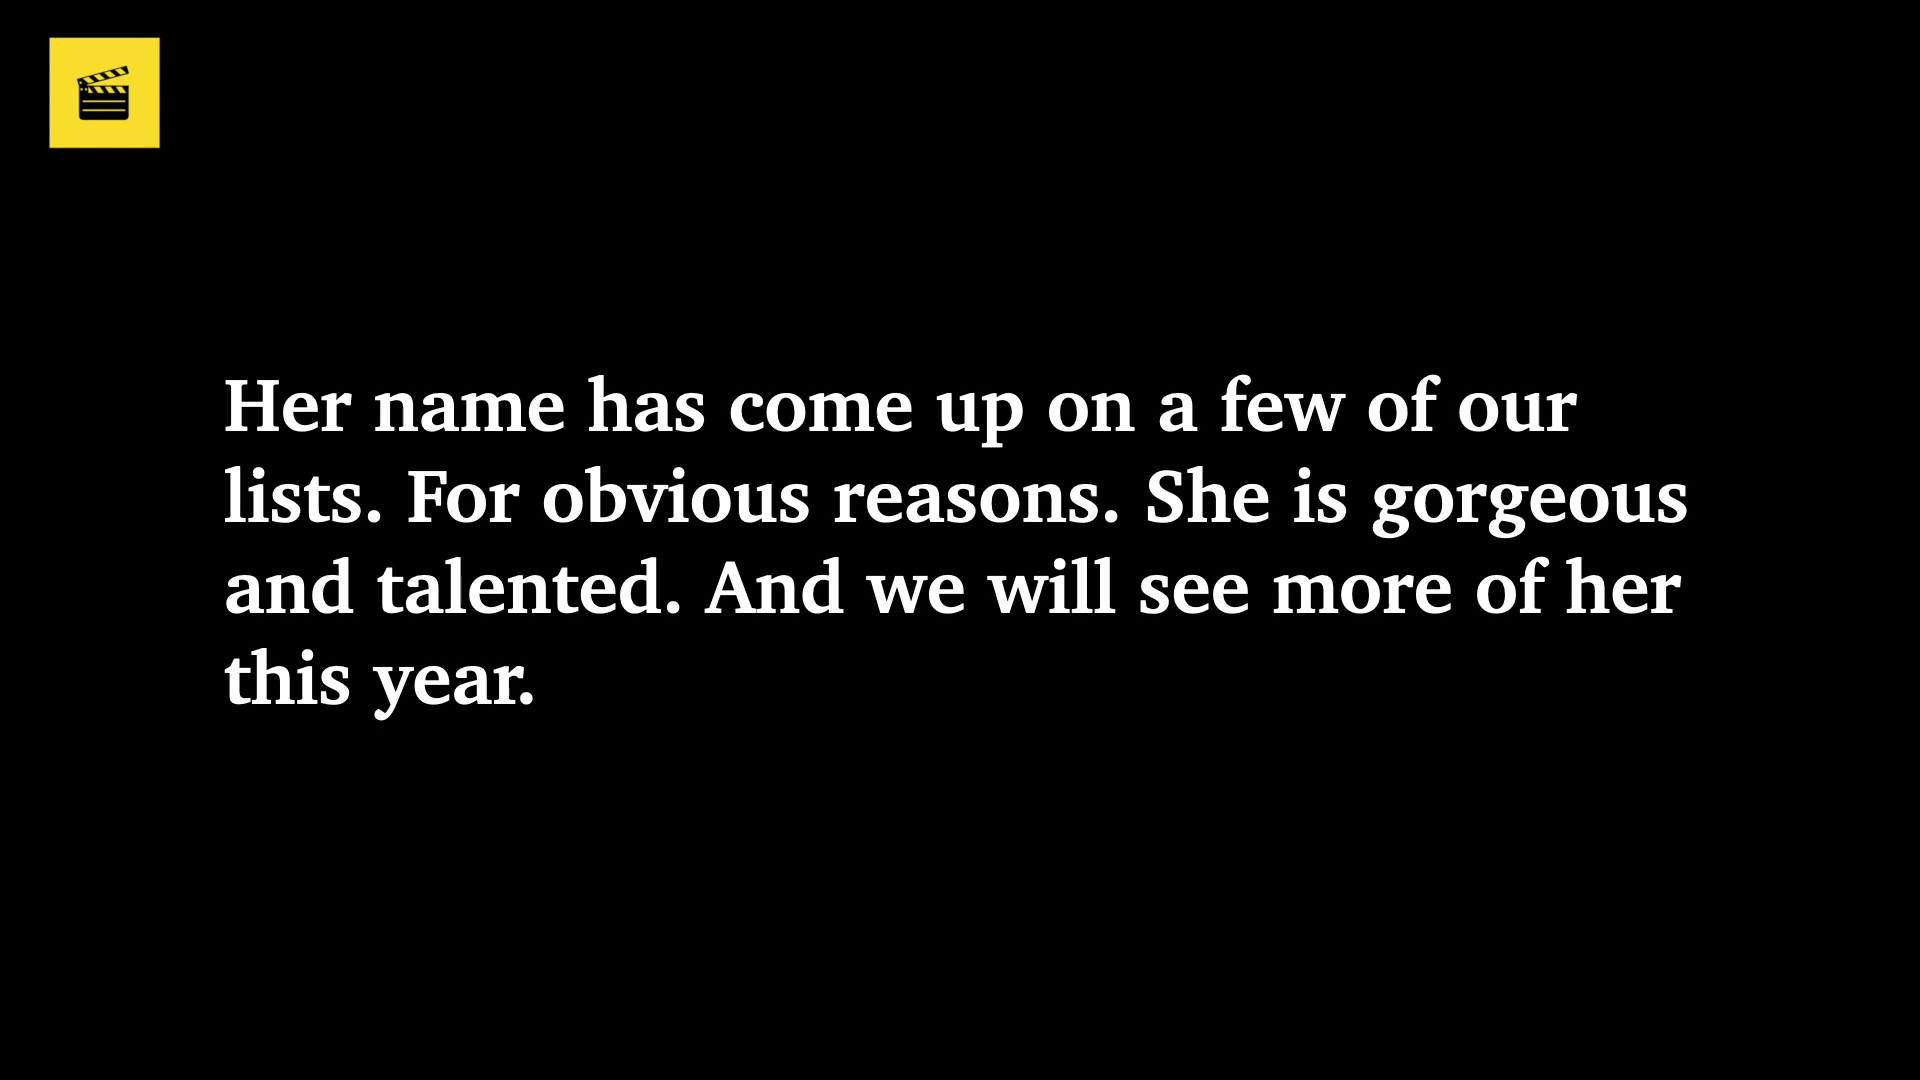 Her name has come up on a few of our
lists. For obvious reasons. She is gorgeous
and talented. And we will see more of her
this year.